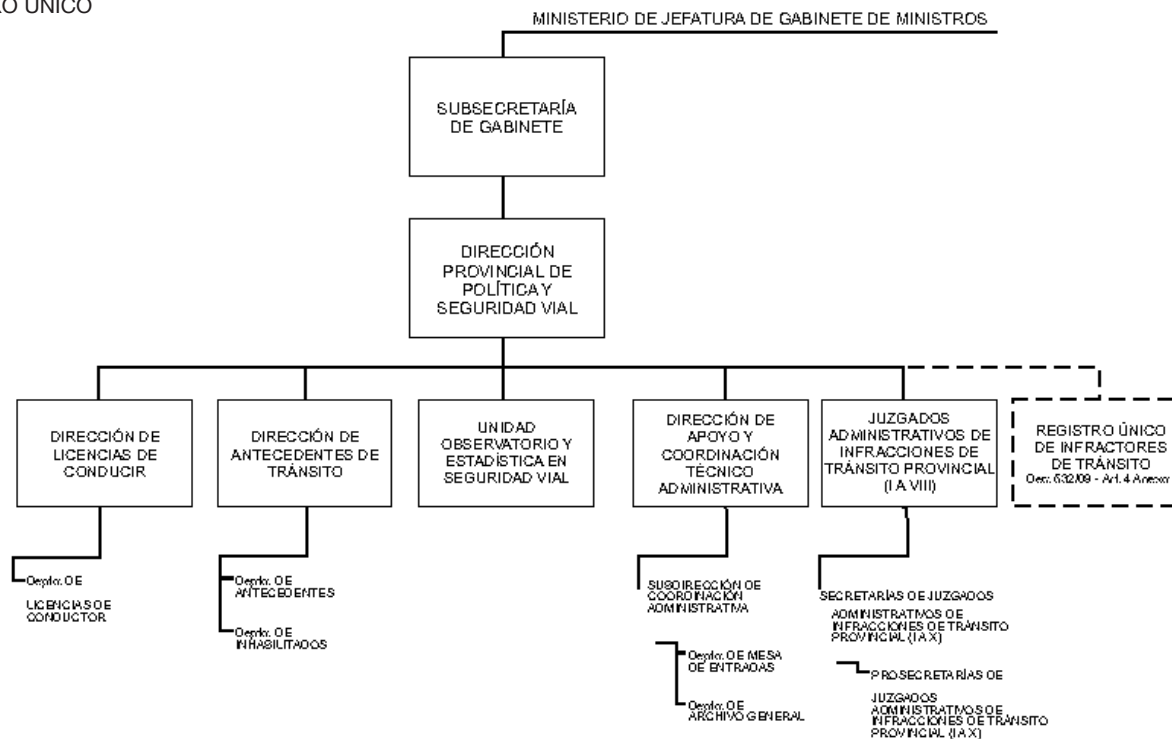 O ÚNICO
MINISTERIO DE JEFATURA DE GABINETE DE MINISTROS
SUBSECRETARÍA
DE GABINETE
DIRECCIÓN
PROVINCIAL DE
POLÍTICA Y
SEGURIDAD VIAL
DIRECCIÓN DE
LICENCIAS DE
CONDUCIR
DIRECCIÓN DE
ANTECEDENTES DE
TRÁNSITO
UNIDAD
OBSERVATORIO Y
ESTADÍSTICA EN
SEGURIDAD VIAL
DIRECCIÓN DE
APOYO Y
COORDINACIÓN
TÉCNICO
ADMINISTRATIVA
JUZGADOS
ADMINISTRATIVOS DE
INFRACCIONES DE
TRÁNSITO PROVINCIAL
(I A VIII)
REGISTRO ÚNICO
DE INFRACTORES
DE TRÁNSITO
532/09 - Art. 4 Anexo
Depto. DE
LICENCIAS DE
CONDUCTOR
Depto. DE
ANTECEDENTES
Depto. DE
INHABILITADOS
SUBDIRECCIÓN DE
COORDINACIÓN
ADMINISTRATIVA
Depto. DE MESA
DE ENTRADAS
Depto. DE
ARCHIVO GENERAL
SECRETARÍAS DE JUZGADOS
ADMINISTRATIVOS DE
INFRACCIONES DE TRÁNSITO
PROVINCIAL (I A X)
PROSECRETARÍAS DE
JUZGADOS
ADMINISTRATIVOS DE
INFRACCIONES DE TRÁNSITO
PROVINCIAL (I A X)